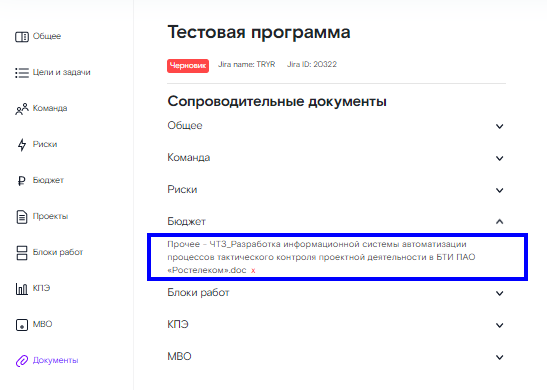 Общее
Цели и задачи
Команда
Риски
Бюджет
Проекты
Блоки работ
КПЭ
МВО
Документы
Тестовая программа
Черновик Jira name: TRYR Jira ID: 20322
Сопроводительные документы
Общее
Команда
Риски
Бюджет
Прочее - ЧТЗ_Разработка информационной системы автоматизации
процессов тактического контроля проектной деятельности в БТИ ПАО
«Ростелеком».doc x
Блоки работ
КПЭ
МВО